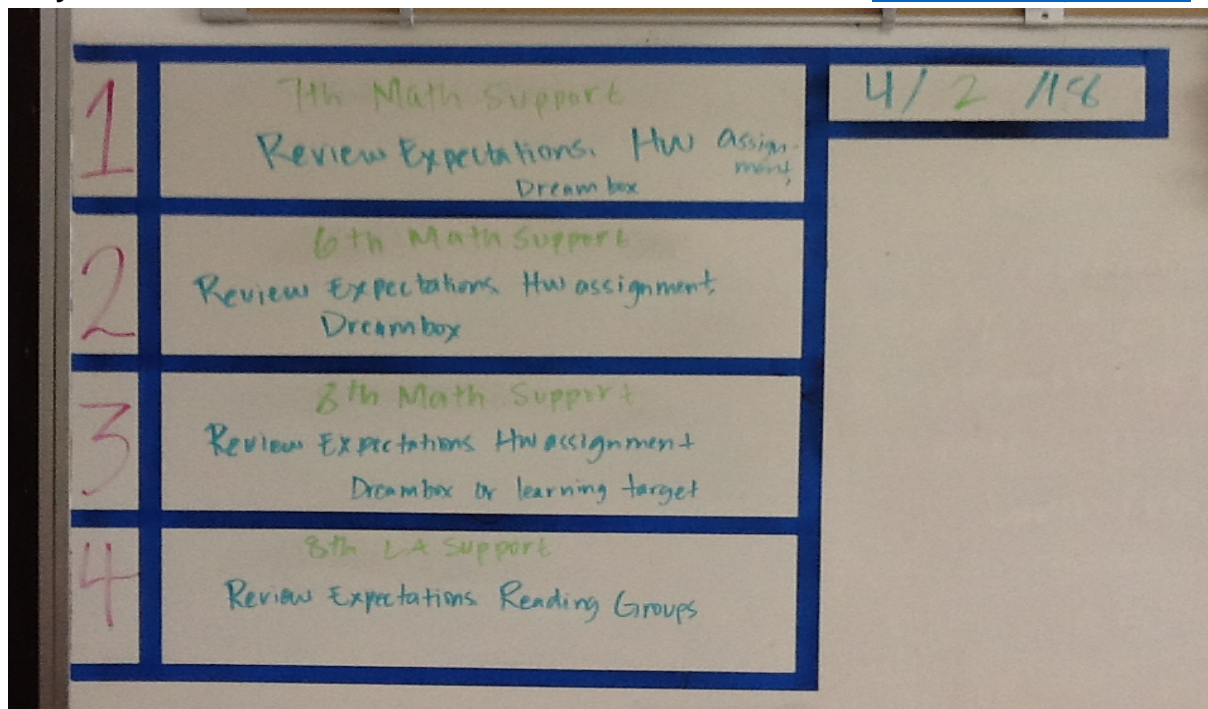 4/2/18
1
7th Math Support
Review Expectations. Hw assign-
ment,
Dreambox
2
6th Math Support
Review Expectations Hw assignment,
Dreambox
3
8th Math Support
Review Expectations Hw assignment
Dreambox or learning target
4
8th LA Support
Review Expectations Reading Groups